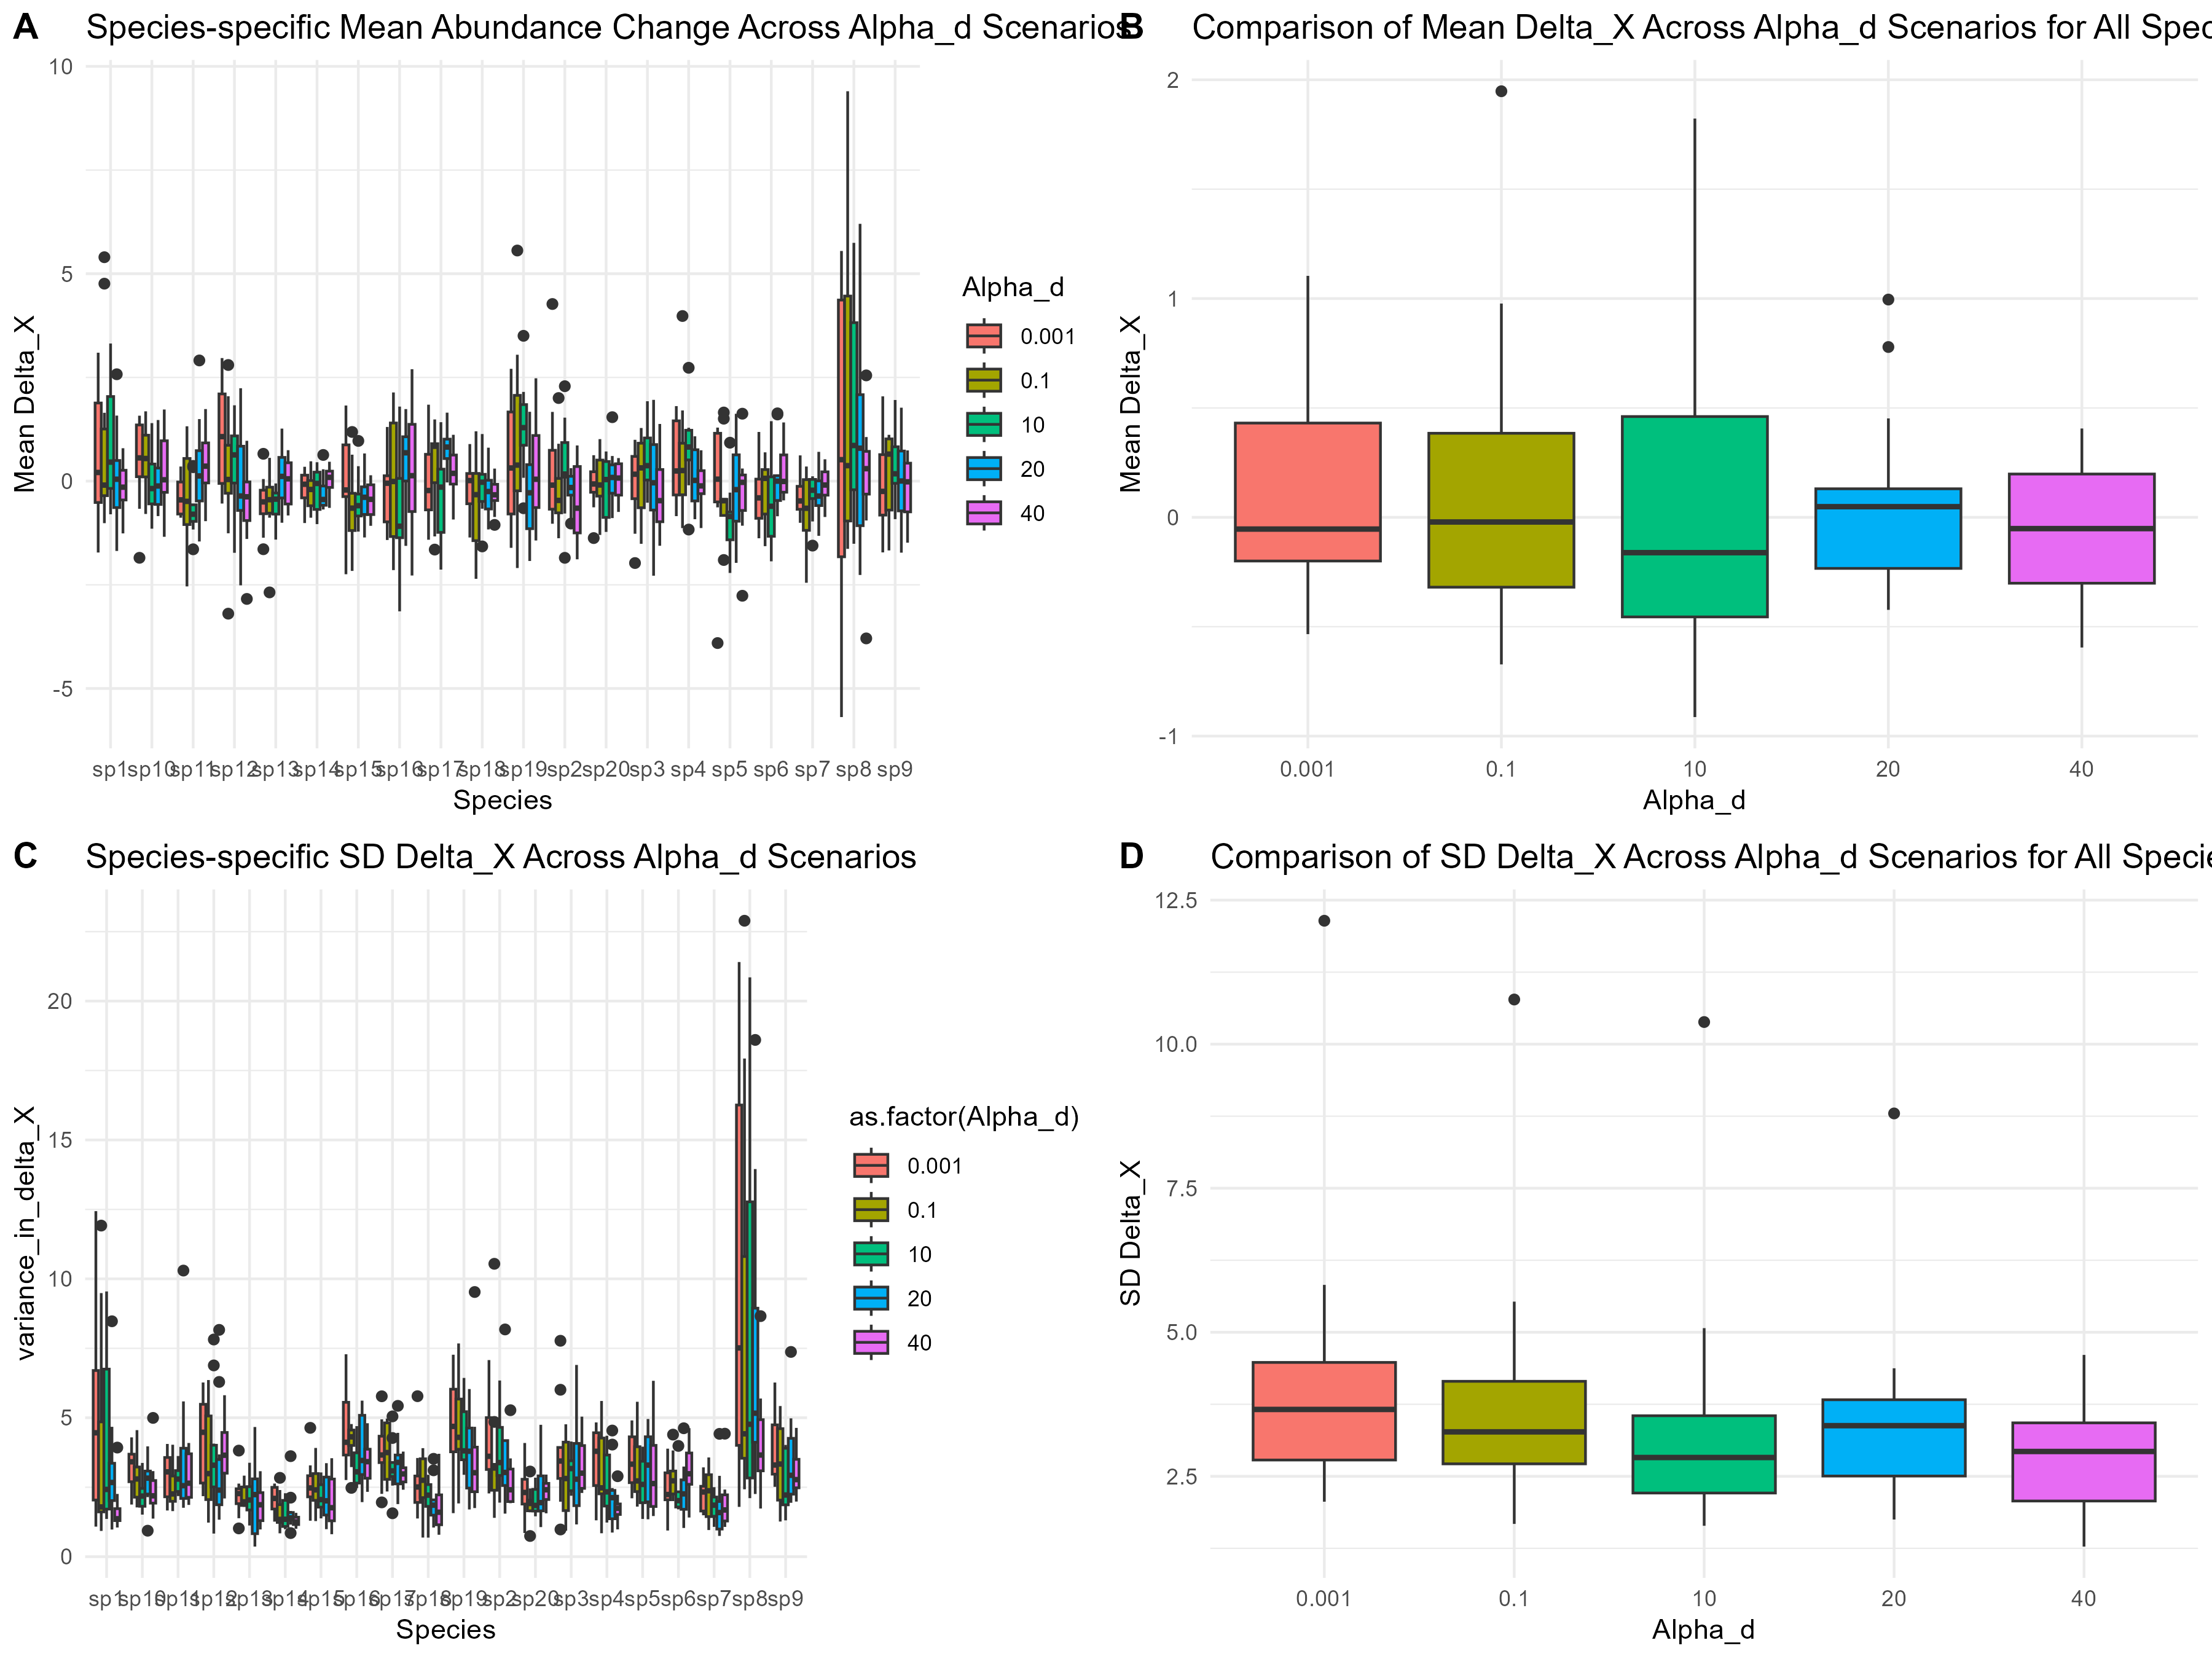 A
Species-specific Mean Abundance Change Across Alpha_d Scenarios
10
5
0
-5
Mean Delta_X
sp1 sp10 sp11 sp12 sp13 sp14 sp15 sp16 sp17 sp18 sp19 sp2 sp20 sp3 sp4 sp5 sp6 sp7 sp8 sp9
Species
Alpha_d
0.001
0.1
10
20
40
B
Comparison of Mean Delta_X Across Alpha_d Scenarios for All Spec
2
1
0
-1
Mean Delta_X
0.001 0.1 10 20 40
Alpha_d
C
Species-specific SD Delta_X Across Alpha_d Scenarios
20
15
10
5
0
variance_in_delta_X
sp1 sp10 sp11 sp12 sp13 sp14 sp15 sp16 sp17 sp18 sp19 sp2 sp20 sp3 sp4 sp5 sp6 sp7 sp8 sp9
Species
as.factor(Alpha_d)
0.001
0.1
10
20
40
D
Comparison of SD Delta_X Across Alpha_d Scenarios for All Specie
12.5
10.0
7.5
5.0
2.5
SD Delta_X
0.001 0.1 10 20 40
Alpha_d